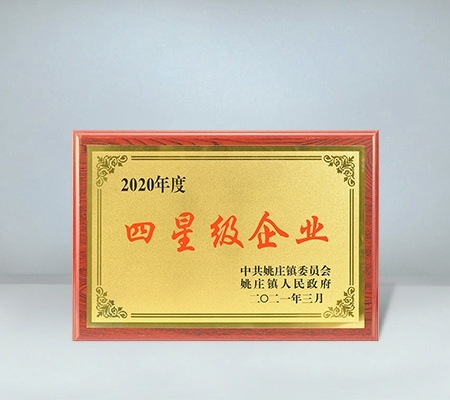 2020年度
四星级企业
中共姚庄镇委员会
姚庄镇人民政府
二〇二一年三月